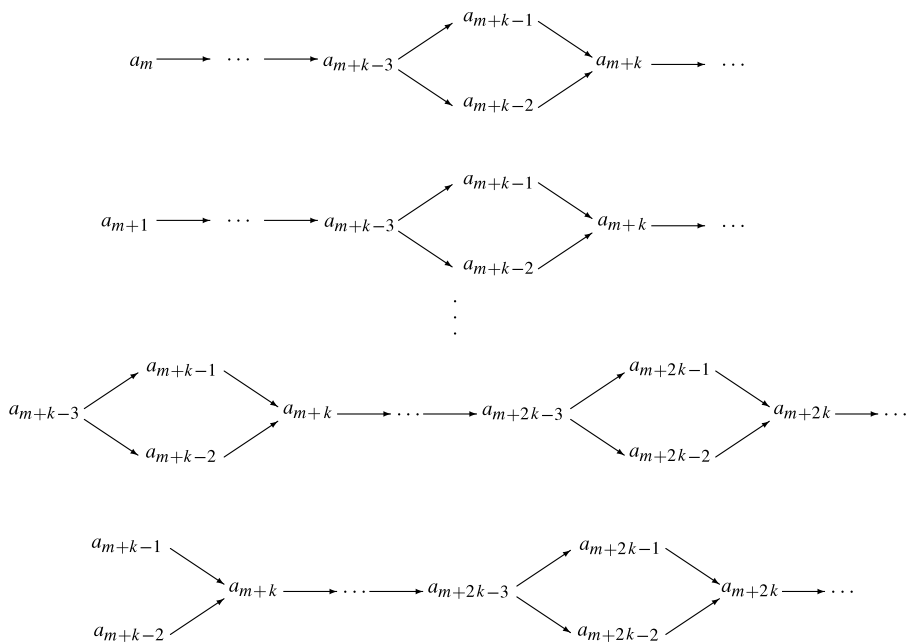 a_{m+k−1}
a_m ··· a_{m+k−3} a_{m+k} ···
a_{m+k−2}
a_{m+k−1}
a_{m+1} ··· a_{m+k−3} a_{m+k} ···
a_{m+k−2}
⋮
a_{m+k−1} a_{m+2k−1}
a_{m+k−3} a_{m+k} ··· a_{m+2k−3} a_{m+2k} ···
a_{m+k−2} a_{m+2k−2}
a_{m+k−1} a_{m+2k−1}
a_{m+k} ··· a_{m+2k−3} a_{m+2k} ···
a_{m+k−2} a_{m+2k−2}